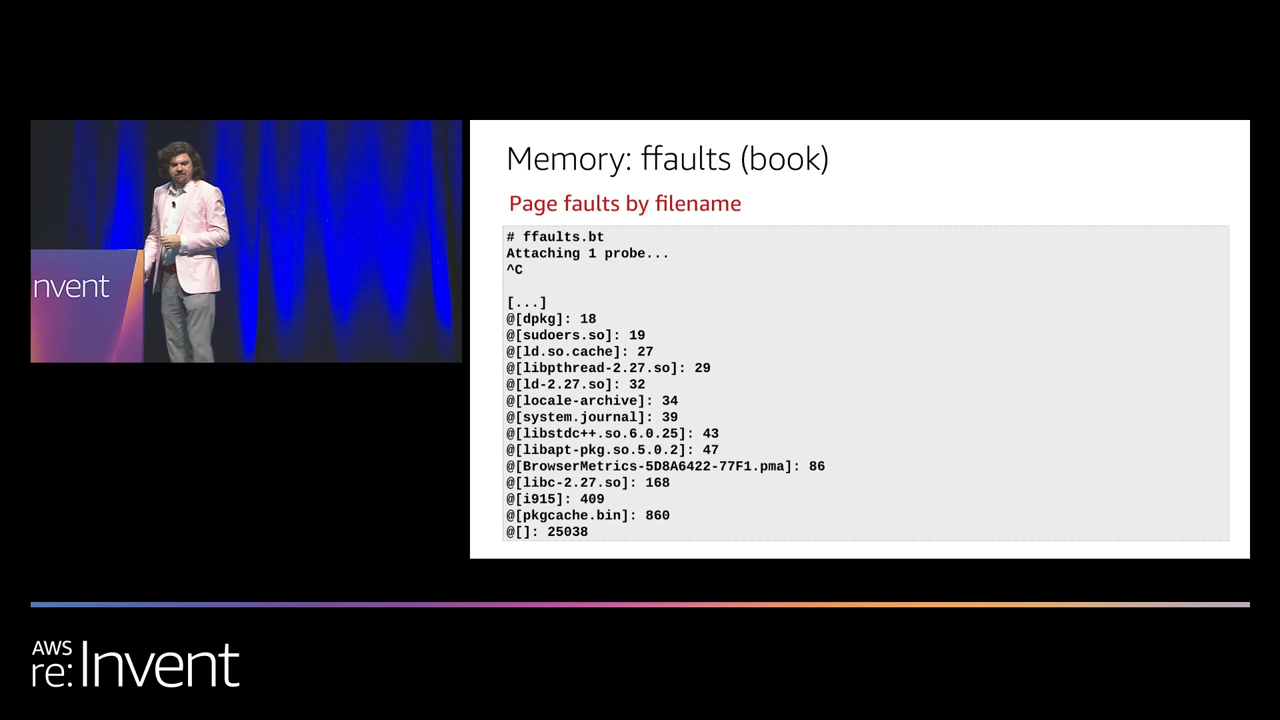 nvent
Memory: ffaults (book)
Page faults by filename
# ffaults.bt
Attaching 1 probe...
^C
[...]
@[dpkg]: 18
@[sudoers.so]: 19
@[ld.so.cache]: 27
@[libpthread-2.27.so]: 29
@[ld-2.27.so]: 32
@[locale-archive]: 34
@[system.journal]: 39
@[libstdc++.so.6.0.25]: 43
@[libapt-pkg.so.5.0.2]: 47
@[BrowserMetrics-5D8A6422-77F1.pma]: 86
@[libc-2.27.so]: 168
@[i915]: 409
@[pkgcache.bin]: 860
@[]: 25038
AWS
re:Invent